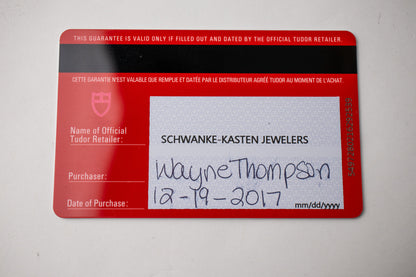 THIS GUARANTEE IS VALID ONLY IF FILLED OUT AND DATED BY THE OFFICIAL TUDOR RETAILER.
CETTE GARANTIE N'EST VALABLE QUE REMPLIE ET DATÉE PAR LE DISTRIBUTEUR AGRÉÉ TUDOR AU MOMENT DE L'ACHAT.
Name of Official
Tudor Retailer:
SCHWANKE-KASTEN JEWELERS
Purchaser:
Wayne Thompson
Date of Purchase:
12-19-2017
mm/dd/yyyy